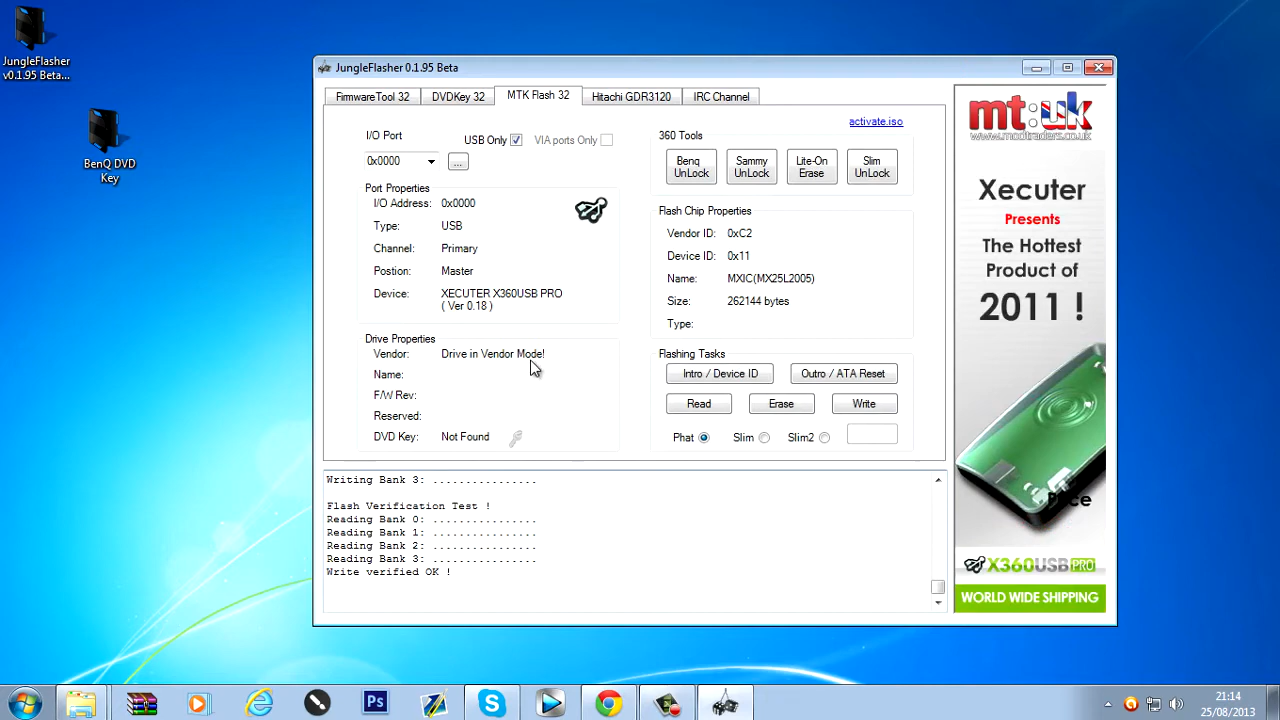 JungleFlasher
v0.1.95 Beta...
BenQ DVD
Key
JungleFlasher 0.1.95 Beta
FirmwareTool 32
DVDKey 32
MTK Flash 32
Hitachi GDR3120
IRC Channel
activate.iso
I/O Port
USB Only
VIA ports Only
0x0000
...
Port Properties
I/O Address: 0x0000
Type: USB
Channel: Primary
Postion: Master
Device: XECUTER X360USB PRO
( Ver 0.18 )
Drive Properties
Vendor: Drive in Vendor Mode!
Name:
F/W Rev:
Reserved:
DVD Key: Not Found
360 Tools
Benq
UnLock
Sammy
UnLock
Lite-On
Erase
Slim
UnLock
Flash Chip Properties
Vendor ID: 0xC2
Device ID: 0x11
Name: MXIC(MX25L2005)
Size: 262144 bytes
Type:
Flashing Tasks
Intro / Device ID
Outro / ATA Reset
Read
Erase
Write
Phat
Slim
Slim2
Writing Bank 3: ................
Flash Verification Test !
Reading Bank 0: ................
Reading Bank 1: ................
Reading Bank 2: ................
Reading Bank 3: ................
Write verified OK !
mt:uk
www.modtraders.co.uk
Xecuter
Presents
The Hottest
Product of
2011 !
X360USB PRO
WORLD WIDE SHIPPING
Ps
21:14
25/08/2013